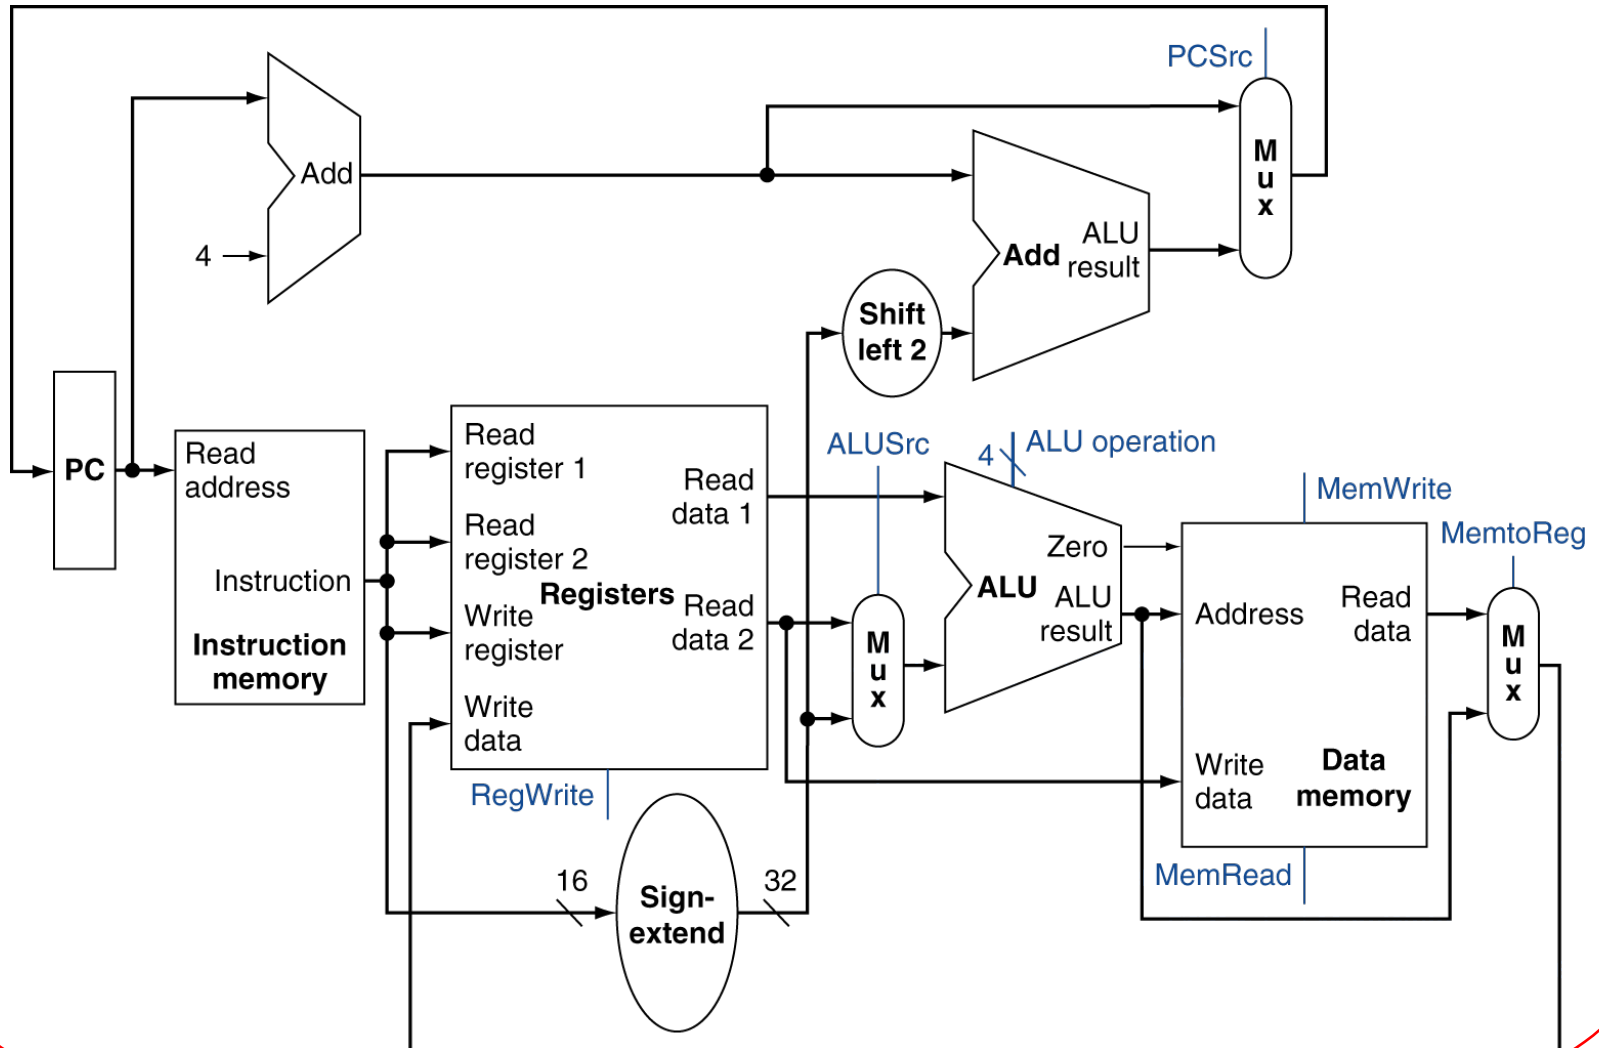 PCSrc
M
u
x
Add
4
Add
ALU
result
Shift
left 2
PC
Read
address
Instruction
Instruction
memory
Read
register 1
Read
register 2
Write
register
Write
data
Registers
Read
data 1
Read
data 2
RegWrite
16
Sign-
extend
32
ALUSrc
M
u
x
4
ALU operation
Zero
ALU
ALU
result
MemWrite
Address
Read
data
Write
data
Data
memory
MemRead
MemtoReg
M
u
x